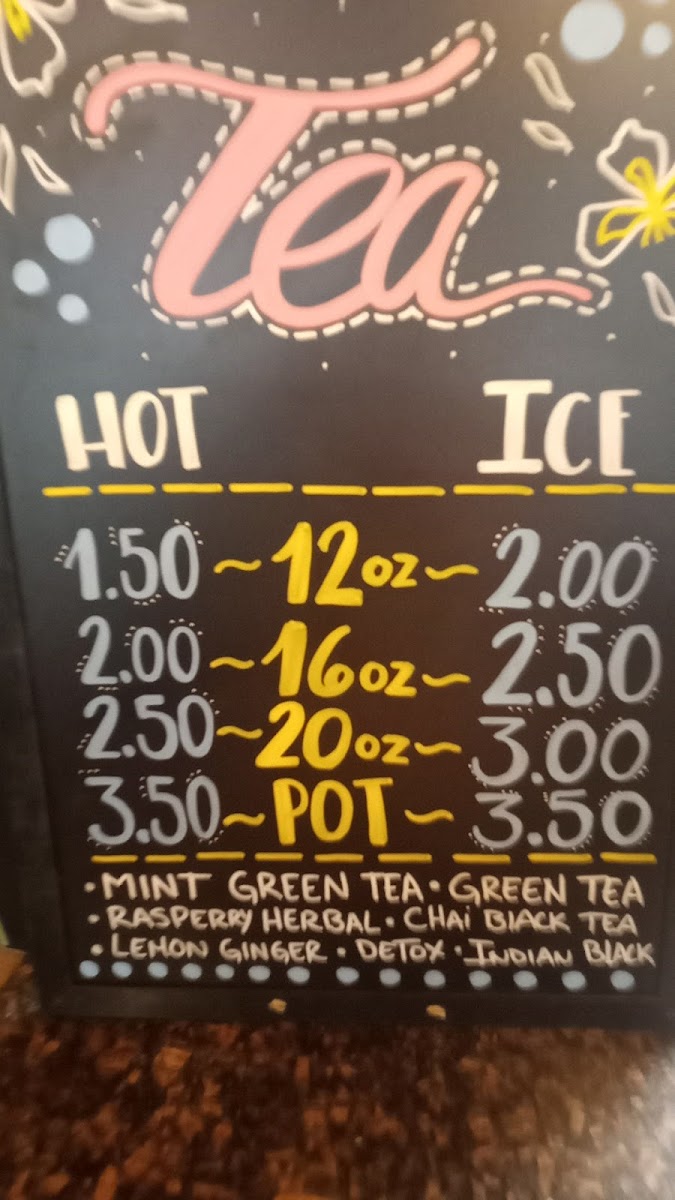 Tea
HOT ICE
1.50 ~ 12oz ~ 2.00
2.00 ~ 16oz ~ 2.50
2.50 ~ 20oz ~ 3.00
3.50 ~ POT ~ 3.50
• MINT GREEN TEA • GREEN TEA
• RASPERRY HERBAL • CHAi BLACK TEA
• LEMON GINGER • DETOX • INDIAN BLACK